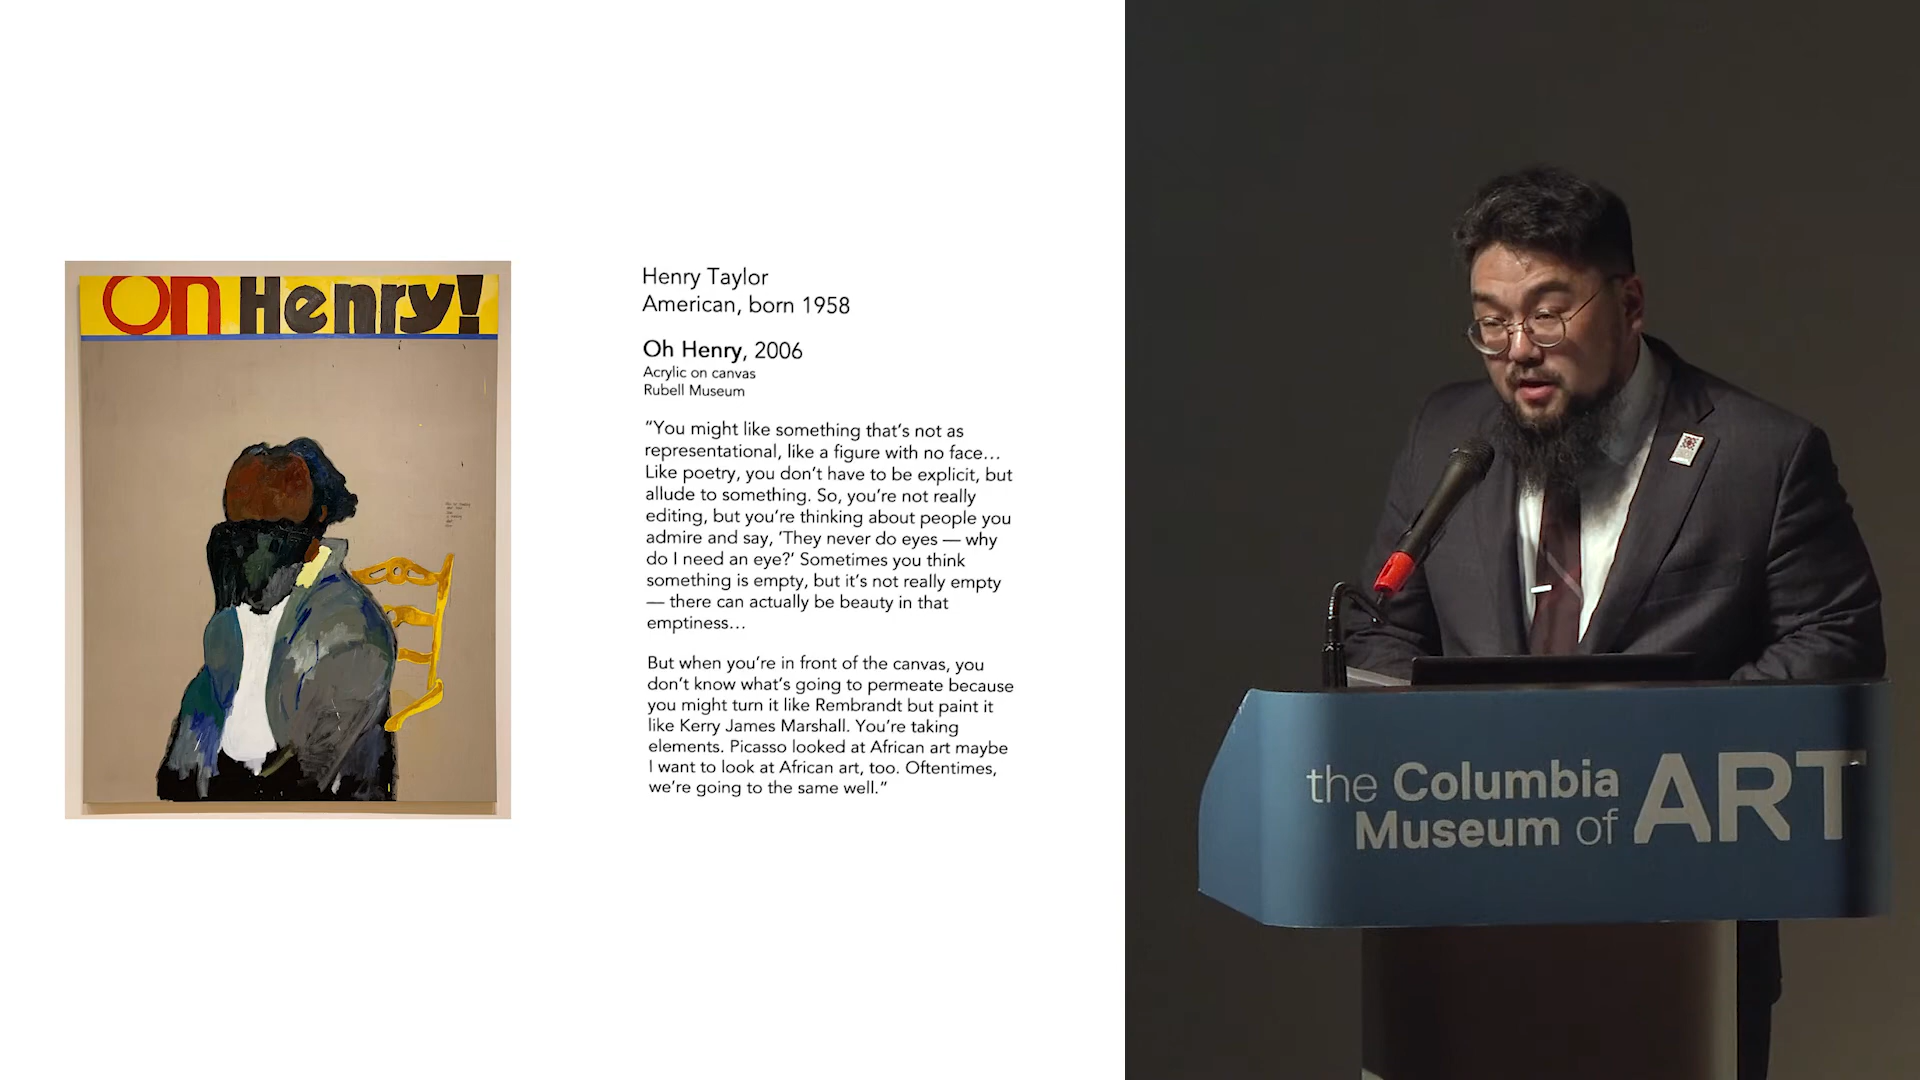 Oh Henry!
Henry Taylor
American, born 1958
Oh Henry, 2006
Acrylic on canvas
Rubell Museum
“You might like something that’s not as
representational, like a figure with no face…
Like poetry, you don’t have to be explicit, but
allude to something. So, you’re not really
editing, but you’re thinking about people you
admire and say, ‘They never do eyes — why
do I need an eye?’ Sometimes you think
something is empty, but it’s not really empty
— there can actually be beauty in that
emptiness…
But when you’re in front of the canvas, you
don’t know what’s going to permeate because
you might turn it like Rembrandt but paint it
like Kerry James Marshall. You’re taking
elements. Picasso looked at African art maybe
I want to look at African art, too. Oftentimes,
we’re going to the same well.”
the Columbia
Museum of ART